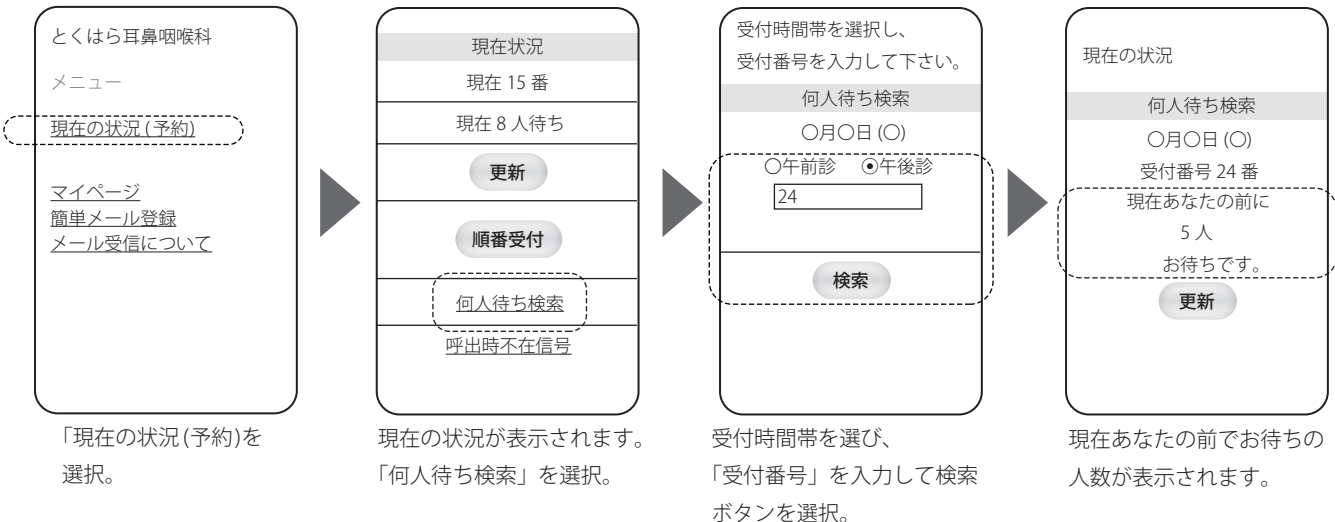 とくはら耳鼻咽喉科
メニュー
現在の状況 (予約)
マイページ
簡単メール登録
メール受信について
「現在の状況(予約)を
選択。
現在状況
現在 15 番
現在 8 人待ち
更新
順番受付
何人待ち検索
呼出時不在信号
現在の状況が表示されます。
「何人待ち検索」を選択。
受付時間帯を選択し、
受付番号を入力して下さい。
何人待ち検索
〇月〇日 (〇)
○午前診 ⦿午後診
24
検索
受付時間帯を選び、
「受付番号」を入力して検索
ボタンを選択。
現在の状況
何人待ち検索
〇月〇日 (〇)
受付番号 24 番
現在あなたの前に
5 人
お待ちです。
更新
現在あなたの前でお待ちの
人数が表示されます。